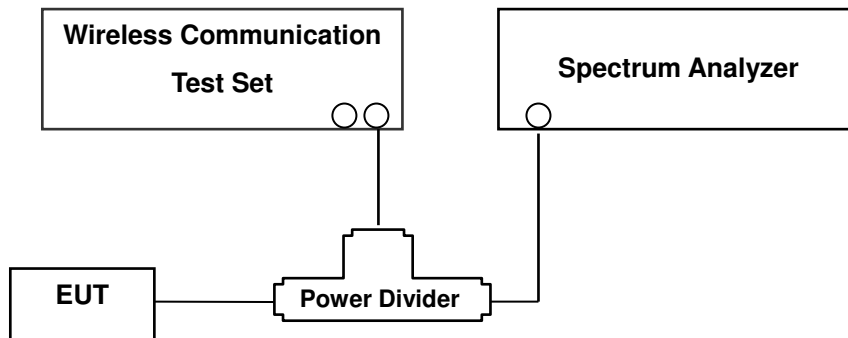 Wireless Communication
Test Set
Spectrum Analyzer
EUT
Power Divider